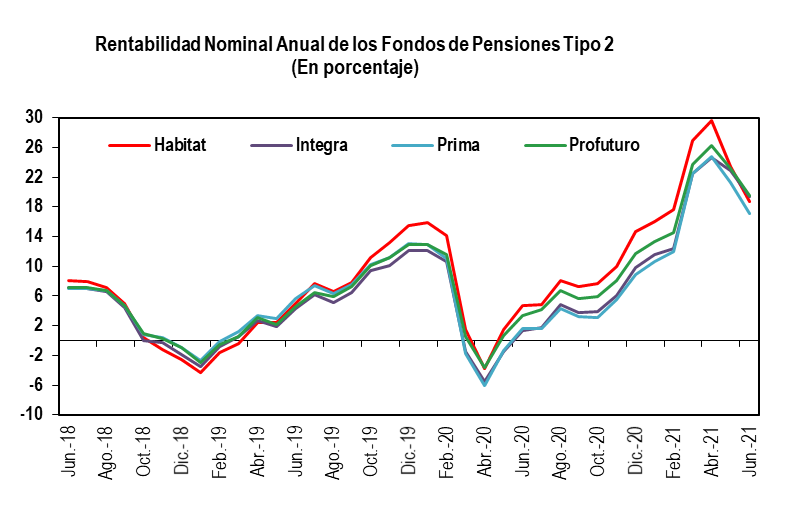 Rentabilidad Nominal Anual de los Fondos de Pensiones Tipo 2
(En porcentaje)
30
26
22
18
14
10
6
2
-2
-6
-10
Habitat
Integra
Prima
Profuturo
Jun.-18
Ago.-18
Oct.-18
Dic.-18
Feb.-19
Abr.-19
Jun.-19
Ago.-19
Oct.-19
Dic.-19
Feb.-20
Abr.-20
Jun.-20
Ago.-20
Oct.-20
Dic.-20
Feb.-21
Abr.-21
Jun.-21